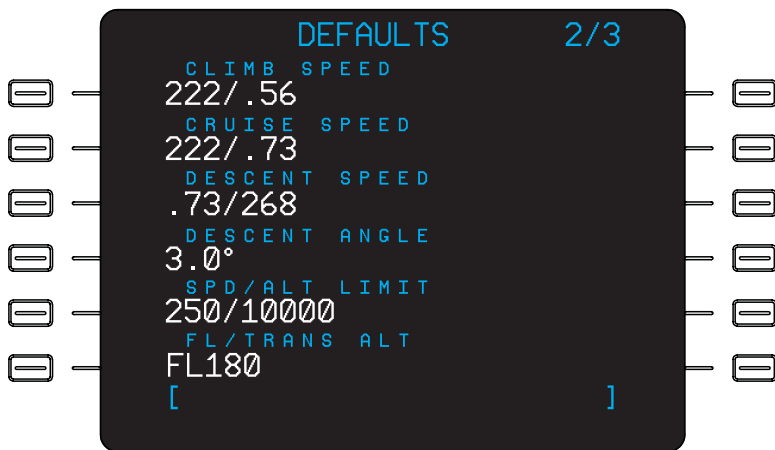 DEFAULTS 2/3
CLIMB SPEED
222/.56
CRUISE SPEED
222/.73
DESCENT SPEED
.73/268
DESCENT ANGLE
3.0°
SPD/ALT LIMIT
250/10000
FL/TRANS ALT
FL180
[ ]